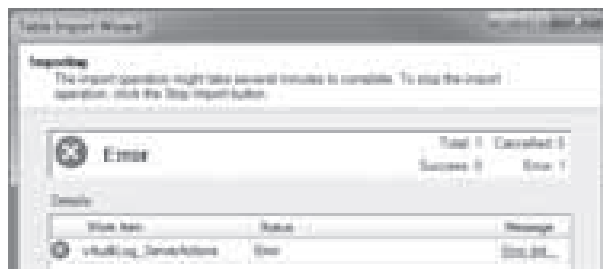 Table Import Wizard
Importing
The import operation might take several minutes to complete. To stop the import
operation, click the Stop Import button.
Error
Total: 1 Cancelled: 0
Success: 0 Error: 1
Details:
Work Item Status Message
Error